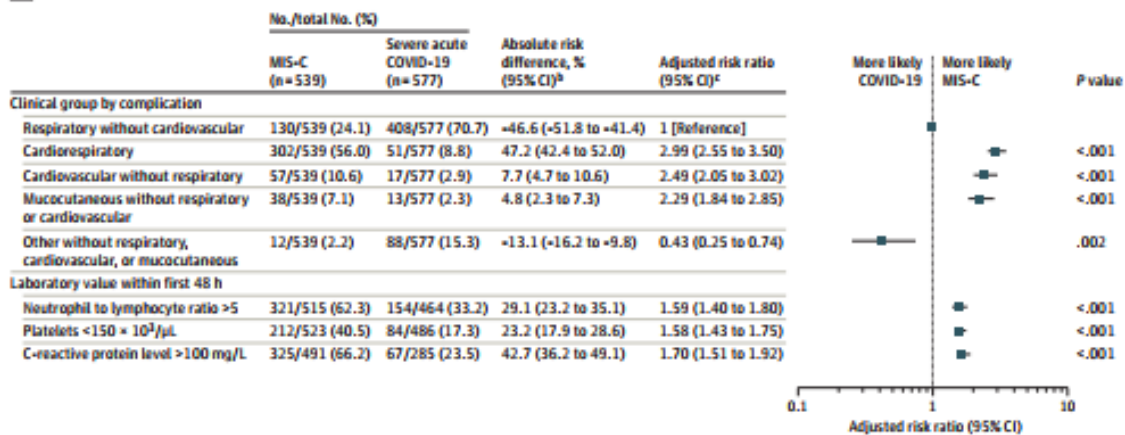 No./total No. (%)
MIS-C (n=539) Severe acute COVID-19 (n=577) Absolute risk difference, % (95% CI)ᵇ Adjusted risk ratio (95% CI)ᶜ More likely COVID-19 More likely MIS-C P value
Clinical group by complication
Respiratory without cardiovascular 130/539 (24.1) 408/577 (70.7) -46.6 (-51.8 to -41.4) 1 [Reference]
Cardiorespiratory 302/539 (56.0) 51/577 (8.8) 47.2 (42.4 to 52.0) 2.99 (2.55 to 3.50) <.001
Cardiovascular without respiratory 57/539 (10.6) 17/577 (2.9) 7.7 (4.7 to 10.6) 2.49 (2.05 to 3.02) <.001
Mucocutaneous without respiratory 38/539 (7.1) 13/577 (2.3) 4.8 (2.3 to 7.3) 2.29 (1.84 to 2.85) <.001
or cardiovascular
Other without respiratory, 12/539 (2.2) 88/577 (15.3) -13.1 (-16.2 to -9.8) 0.43 (0.25 to 0.74) .002
cardiovascular, or mucocutaneous
Laboratory value within first 48 h
Neutrophil to lymphocyte ratio >5 321/515 (62.3) 154/464 (33.2) 29.1 (23.2 to 35.1) 1.59 (1.40 to 1.80) <.001
Platelets <150 × 10³/µL 212/523 (40.5) 84/486 (17.3) 23.2 (17.9 to 28.6) 1.58 (1.43 to 1.75) <.001
C-reactive protein level >100 mg/L 325/491 (66.2) 67/285 (23.5) 42.7 (36.2 to 49.1) 1.70 (1.51 to 1.92) <.001
0.1 1 10
Adjusted risk ratio (95% CI)